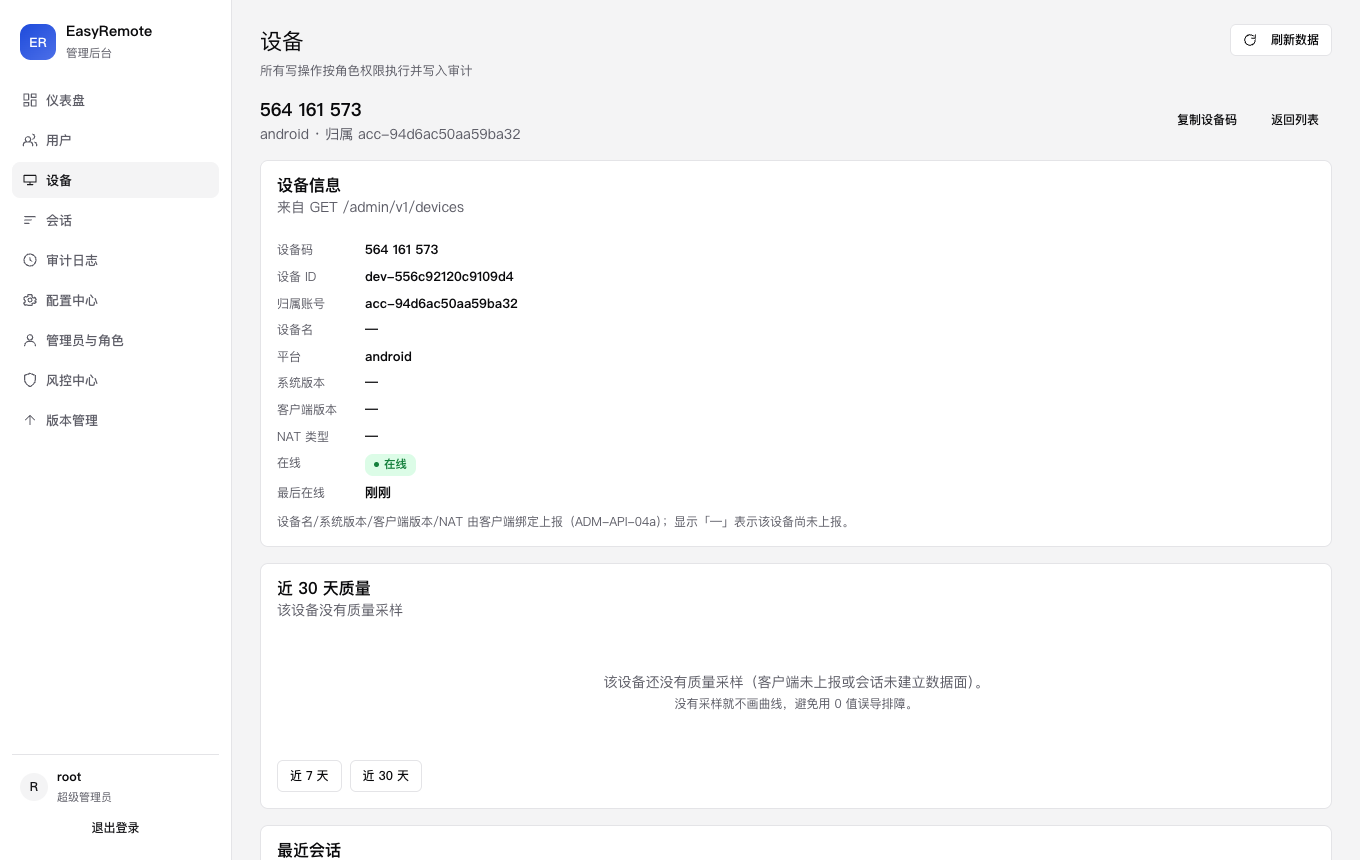 ER
EasyRemote
管理后台
仪表盘
用户
设备
会话
审计日志
配置中心
管理员与角色
风控中心
版本管理
R
root
超级管理员
退出登录
设备
刷新数据
所有写操作按角色权限执行并写入审计
564 161 573
android · 归属 acc-94d6ac50aa59ba32
复制设备码
返回列表
设备信息
来自 GET /admin/v1/devices
设备码 564 161 573
设备 ID dev-556c92120c9109d4
归属账号 acc-94d6ac50aa59ba32
设备名 —
平台 android
系统版本 —
客户端版本 —
NAT 类型 —
在线 在线
最后在线 刚刚
设备名/系统版本/客户端版本/NAT 由客户端绑定上报（ADM-API-04a）；显示「—」表示该设备尚未上报。
近 30 天质量
该设备没有质量采样
该设备还没有质量采样（客户端未上报或会话未建立数据面）。
没有采样就不画曲线，避免用 0 值误导排障。
近 7 天
近 30 天
最近会话